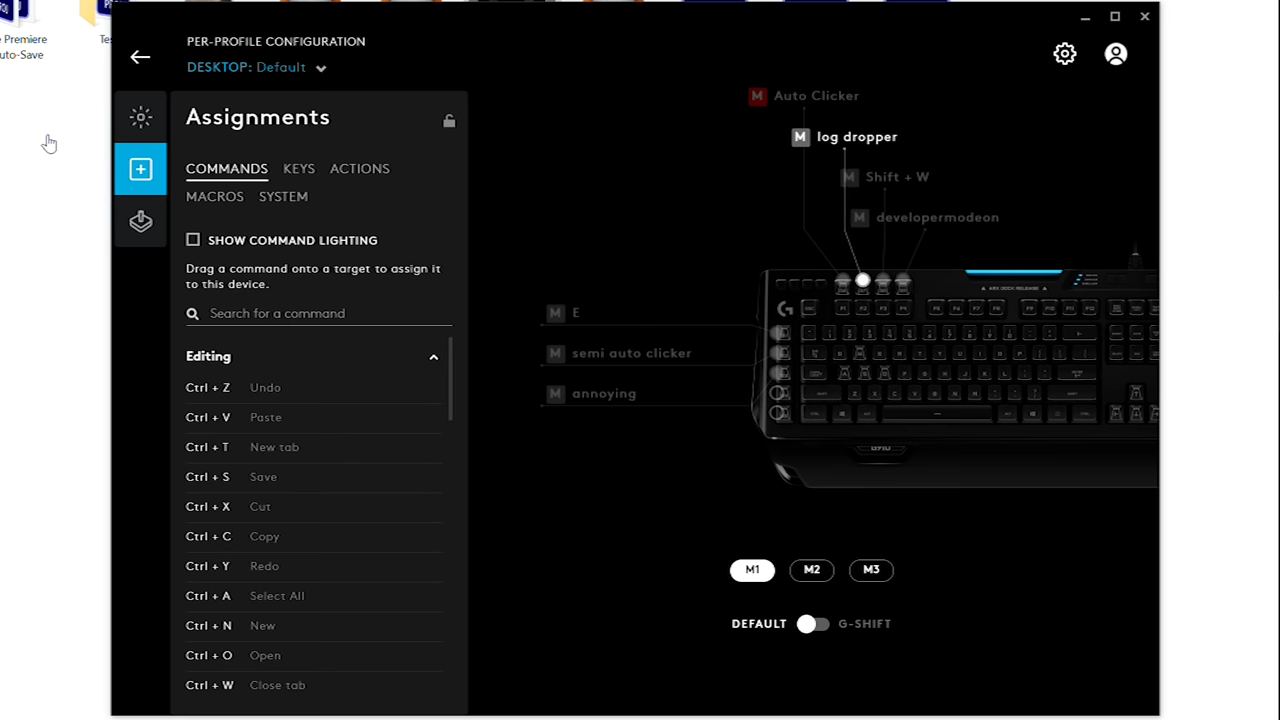 e Premiere
uto-Save
Te
PER-PROFILE CONFIGURATION
DESKTOP: Default
Assignments
COMMANDS KEYS ACTIONS
MACROS SYSTEM
SHOW COMMAND LIGHTING
Drag a command onto a target to assign it
to this device.
Search for a command
Editing
Ctrl + Z Undo
Ctrl + V Paste
Ctrl + T New tab
Ctrl + S Save
Ctrl + X Cut
Ctrl + C Copy
Ctrl + Y Redo
Ctrl + A Select All
Ctrl + N New
Ctrl + O Open
Ctrl + W Close tab
M Auto Clicker
M log dropper
M Shift + W
M developermodeon
M E
M semi auto clicker
M annoying
G910
M1 M2 M3
DEFAULT G-SHIFT